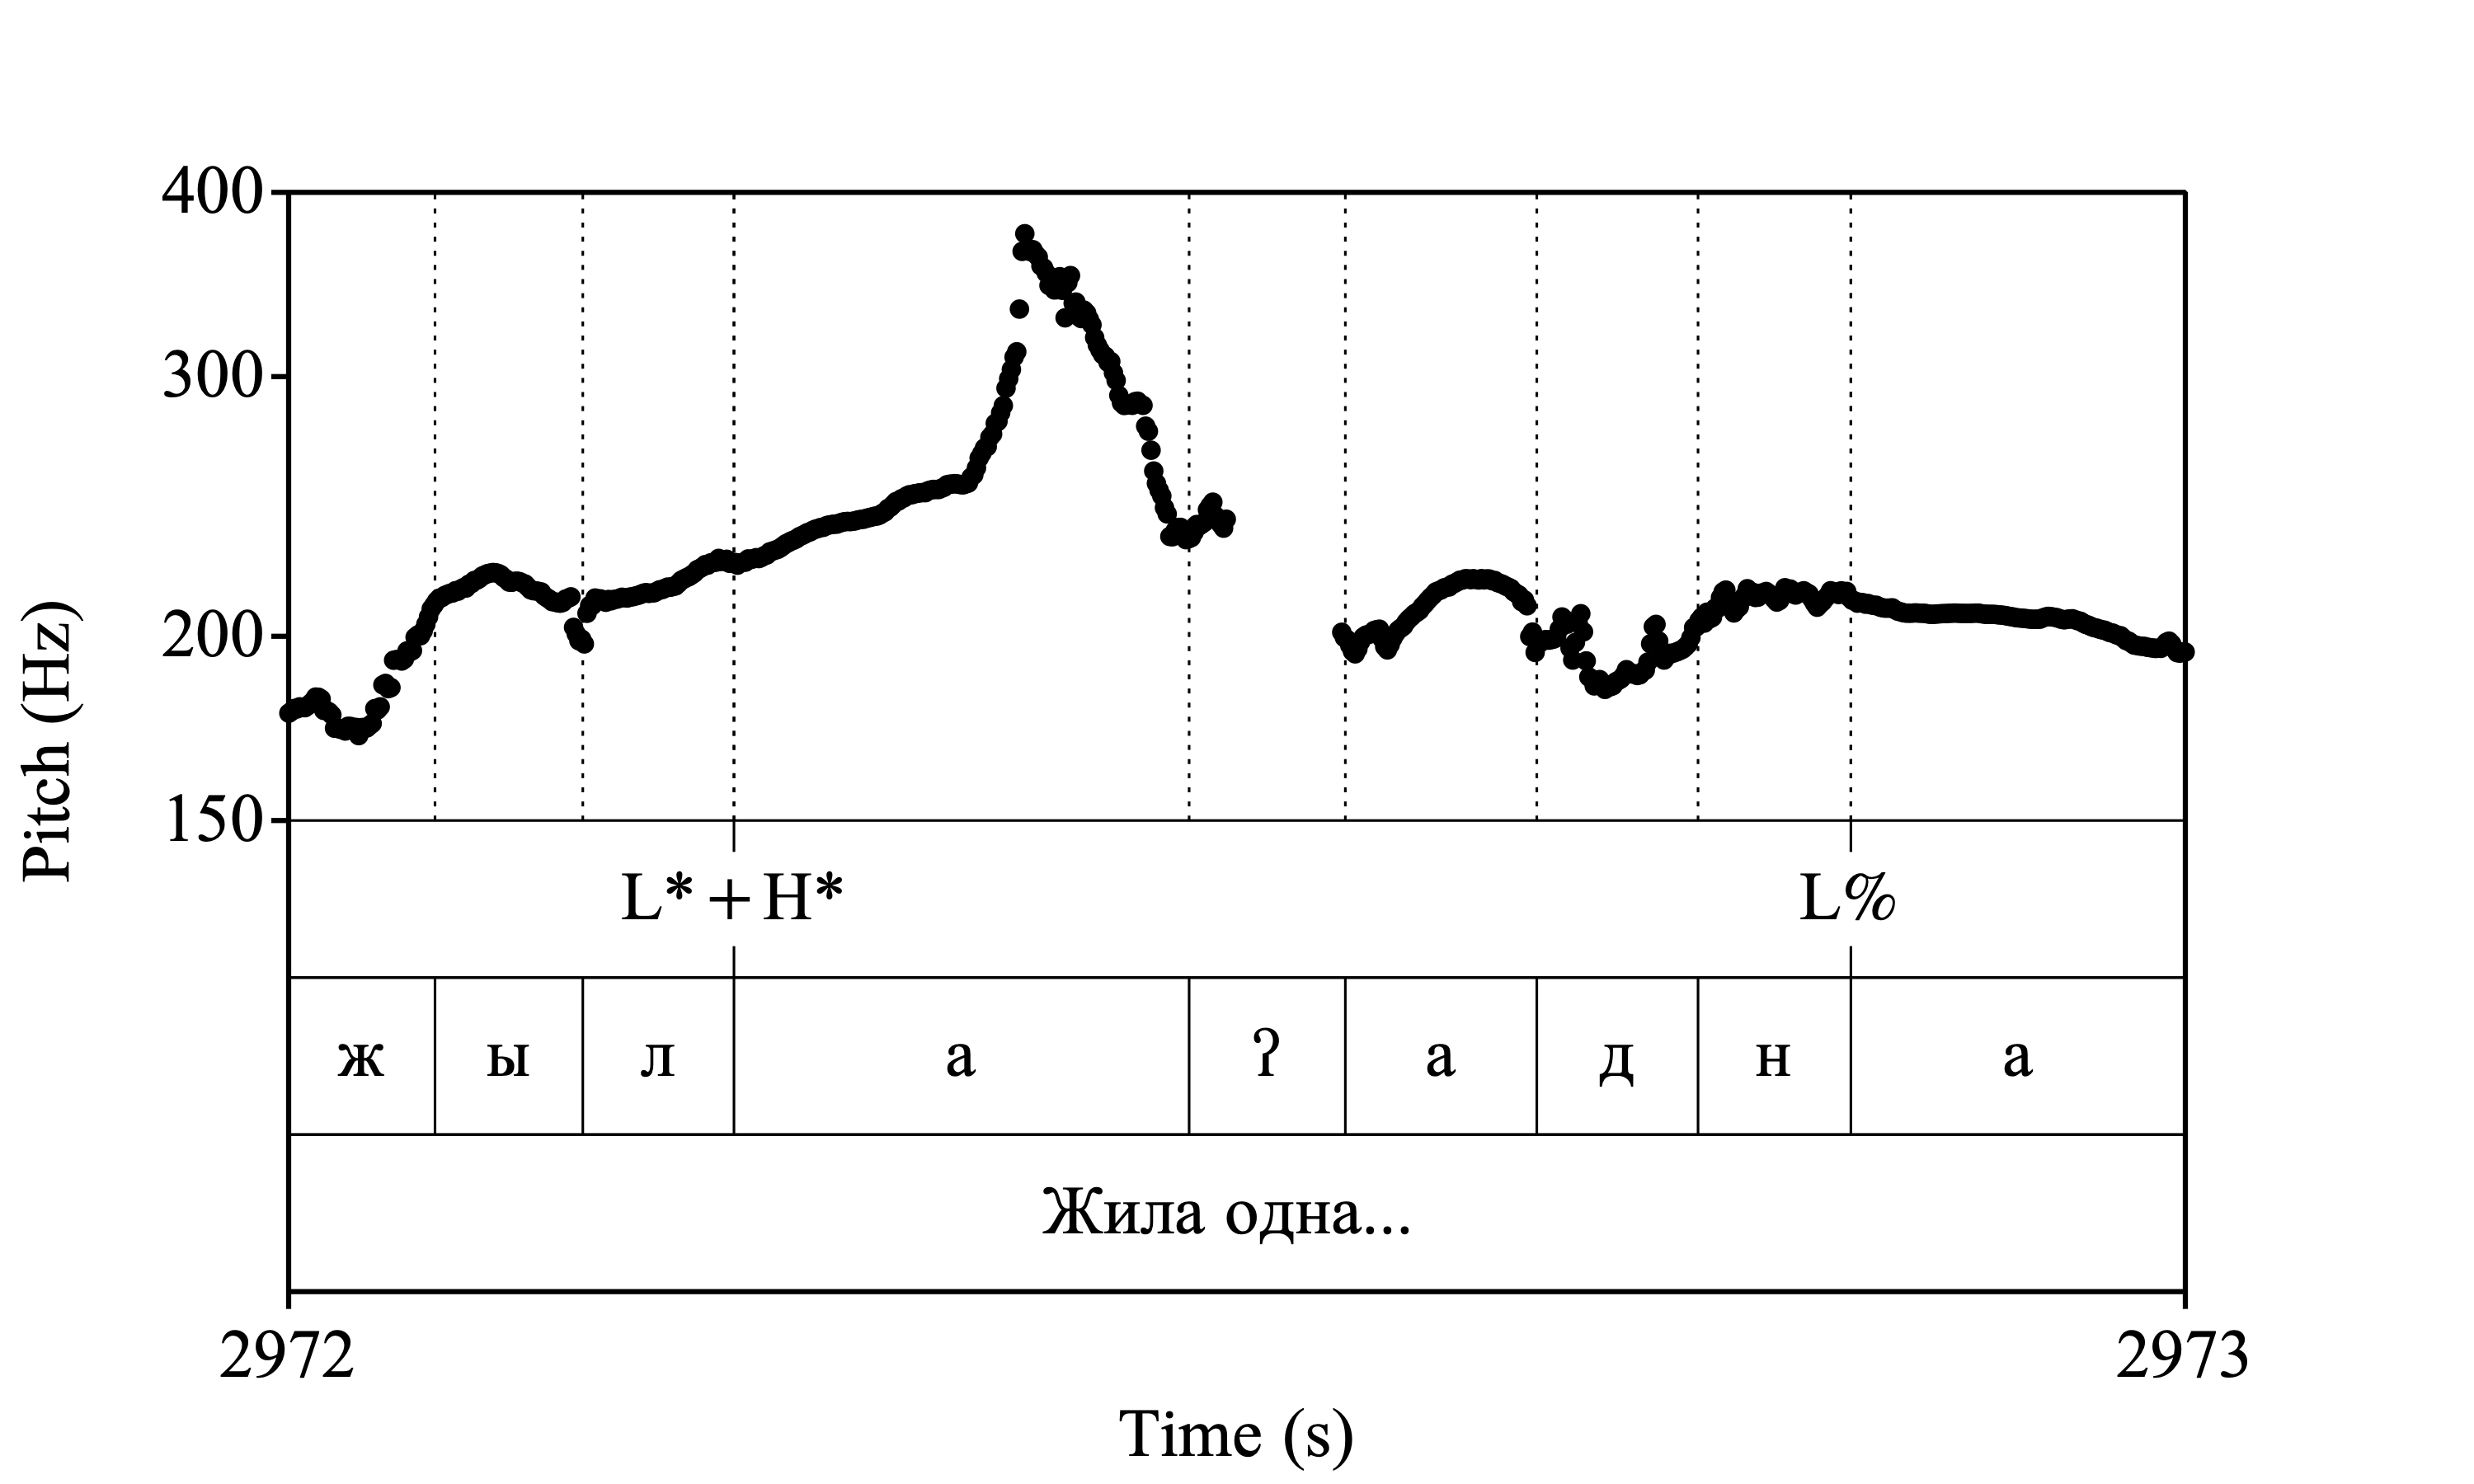 400
300
200
150
Pitch (Hz)
L*+H* L%
ж ы л а ʔ а д н а
Жила одна...
2972 2973
Time (s)